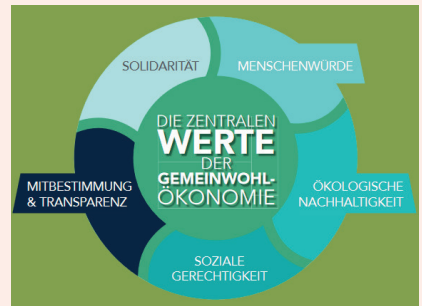 SOLIDARITÄT
MENSCHENWÜRDE
DIE ZENTRALEN
WERTE
DER
GEMEINWOHL-
ÖKONOMIE
MITBESTIMMUNG
& TRANSPARENZ
ÖKOLOGISCHE
NACHHALTIGKEIT
SOZIALE
GERECHTIGKEIT